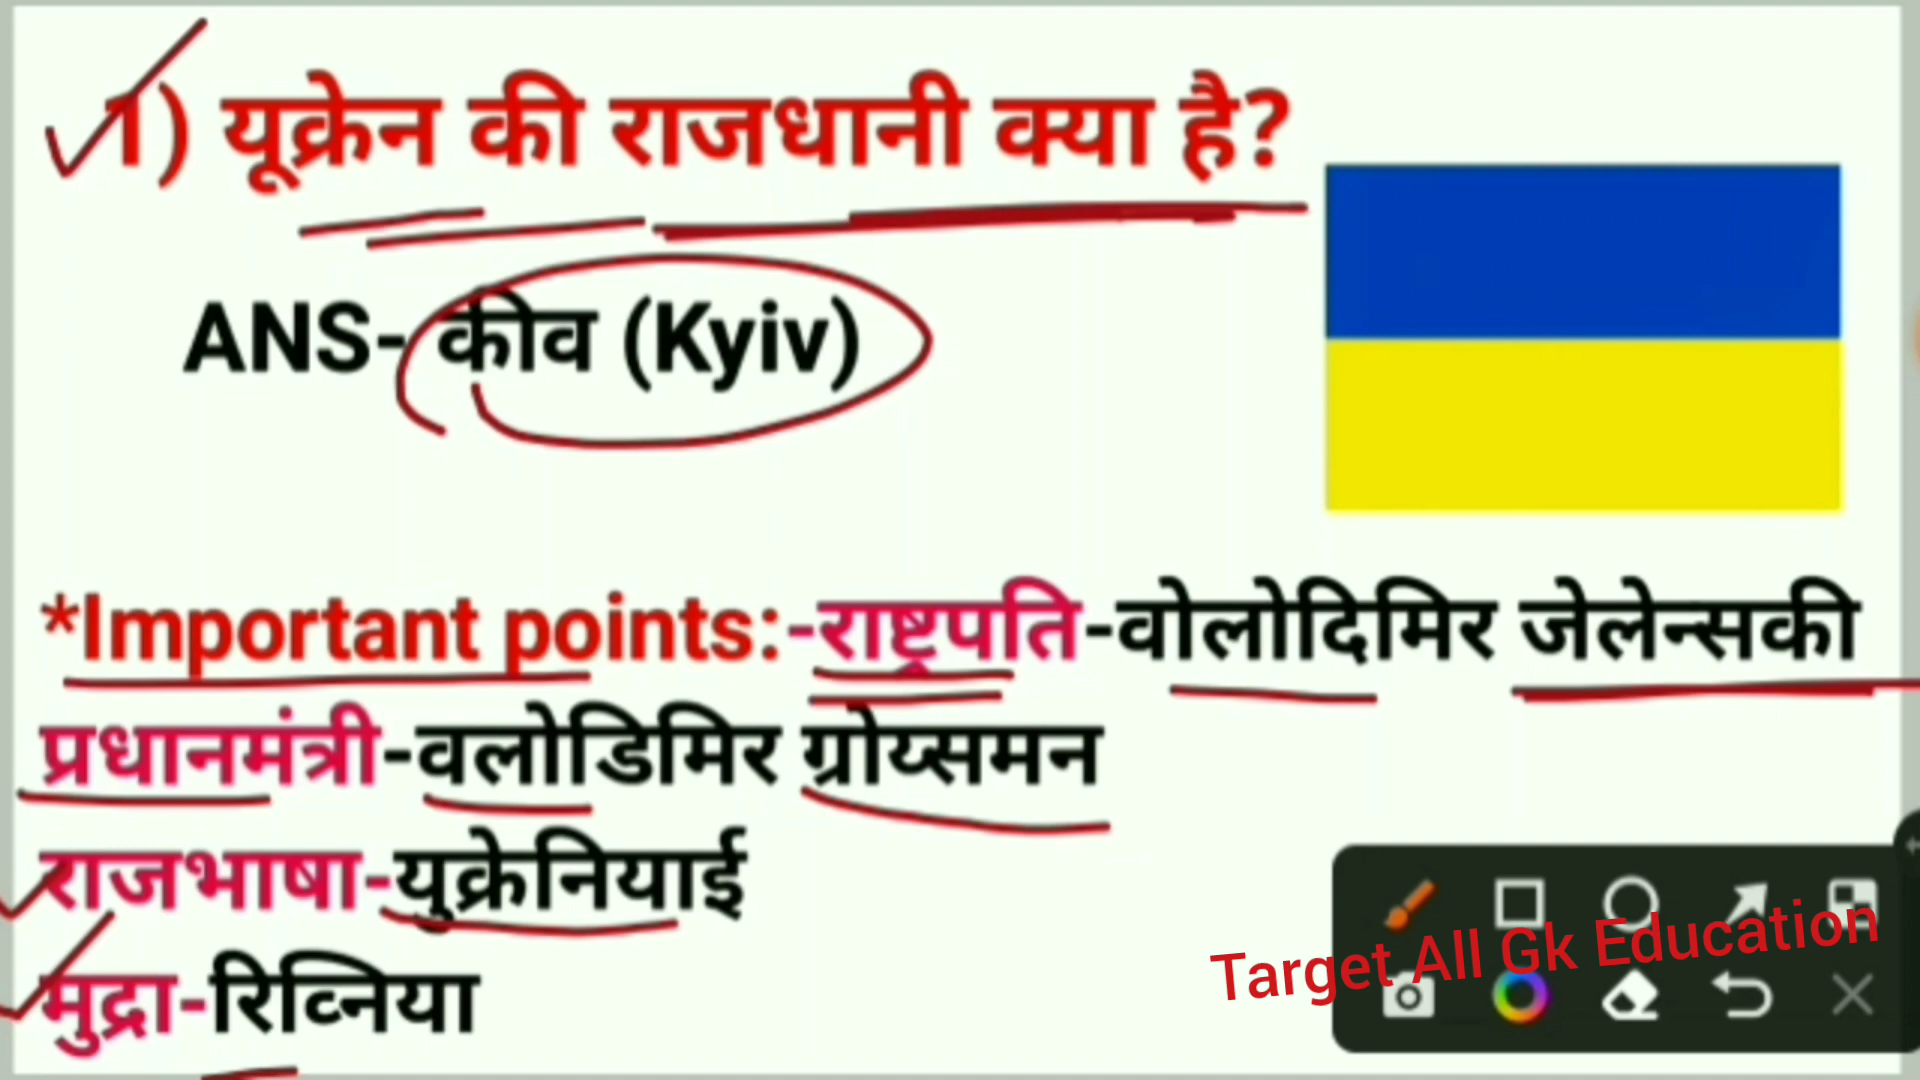 1) यूक्रेन की राजधानी क्या है?
ANS- कीव (Kyiv)
*Important points:-राष्ट्रपति-वोलोदिमिर जेलेन्सकी
प्रधानमंत्री-वलोडिमिर ग्रोय्समन
राजभाषा-युक्रेनियाई
मुद्रा-रिव्निया
Target All Gk Education